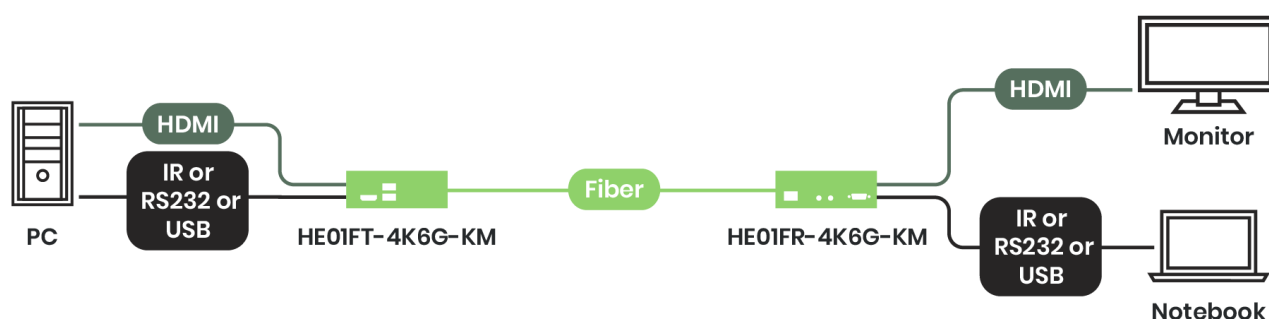 HDMI
IR or
RS232 or
USB
PC
HE01FT-4K6G-KM
Fiber
HE01FR-4K6G-KM
HDMI
Monitor
IR or
RS232 or
USB
Notebook